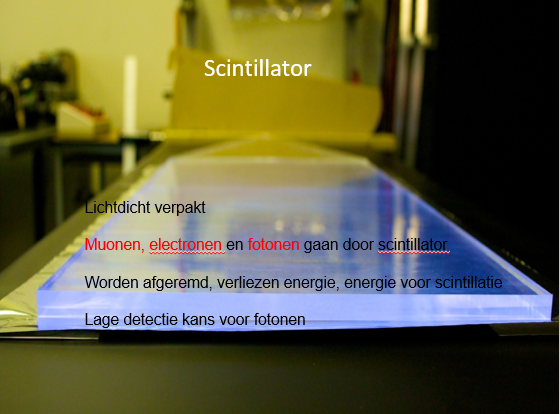 Scintillator
Lichtdicht verpakt
Muonen, electronen en fotonen gaan door scintillator.
Worden afgeremd, verliezen energie, energie voor scintillatie
Lage detectie kans voor fotonen